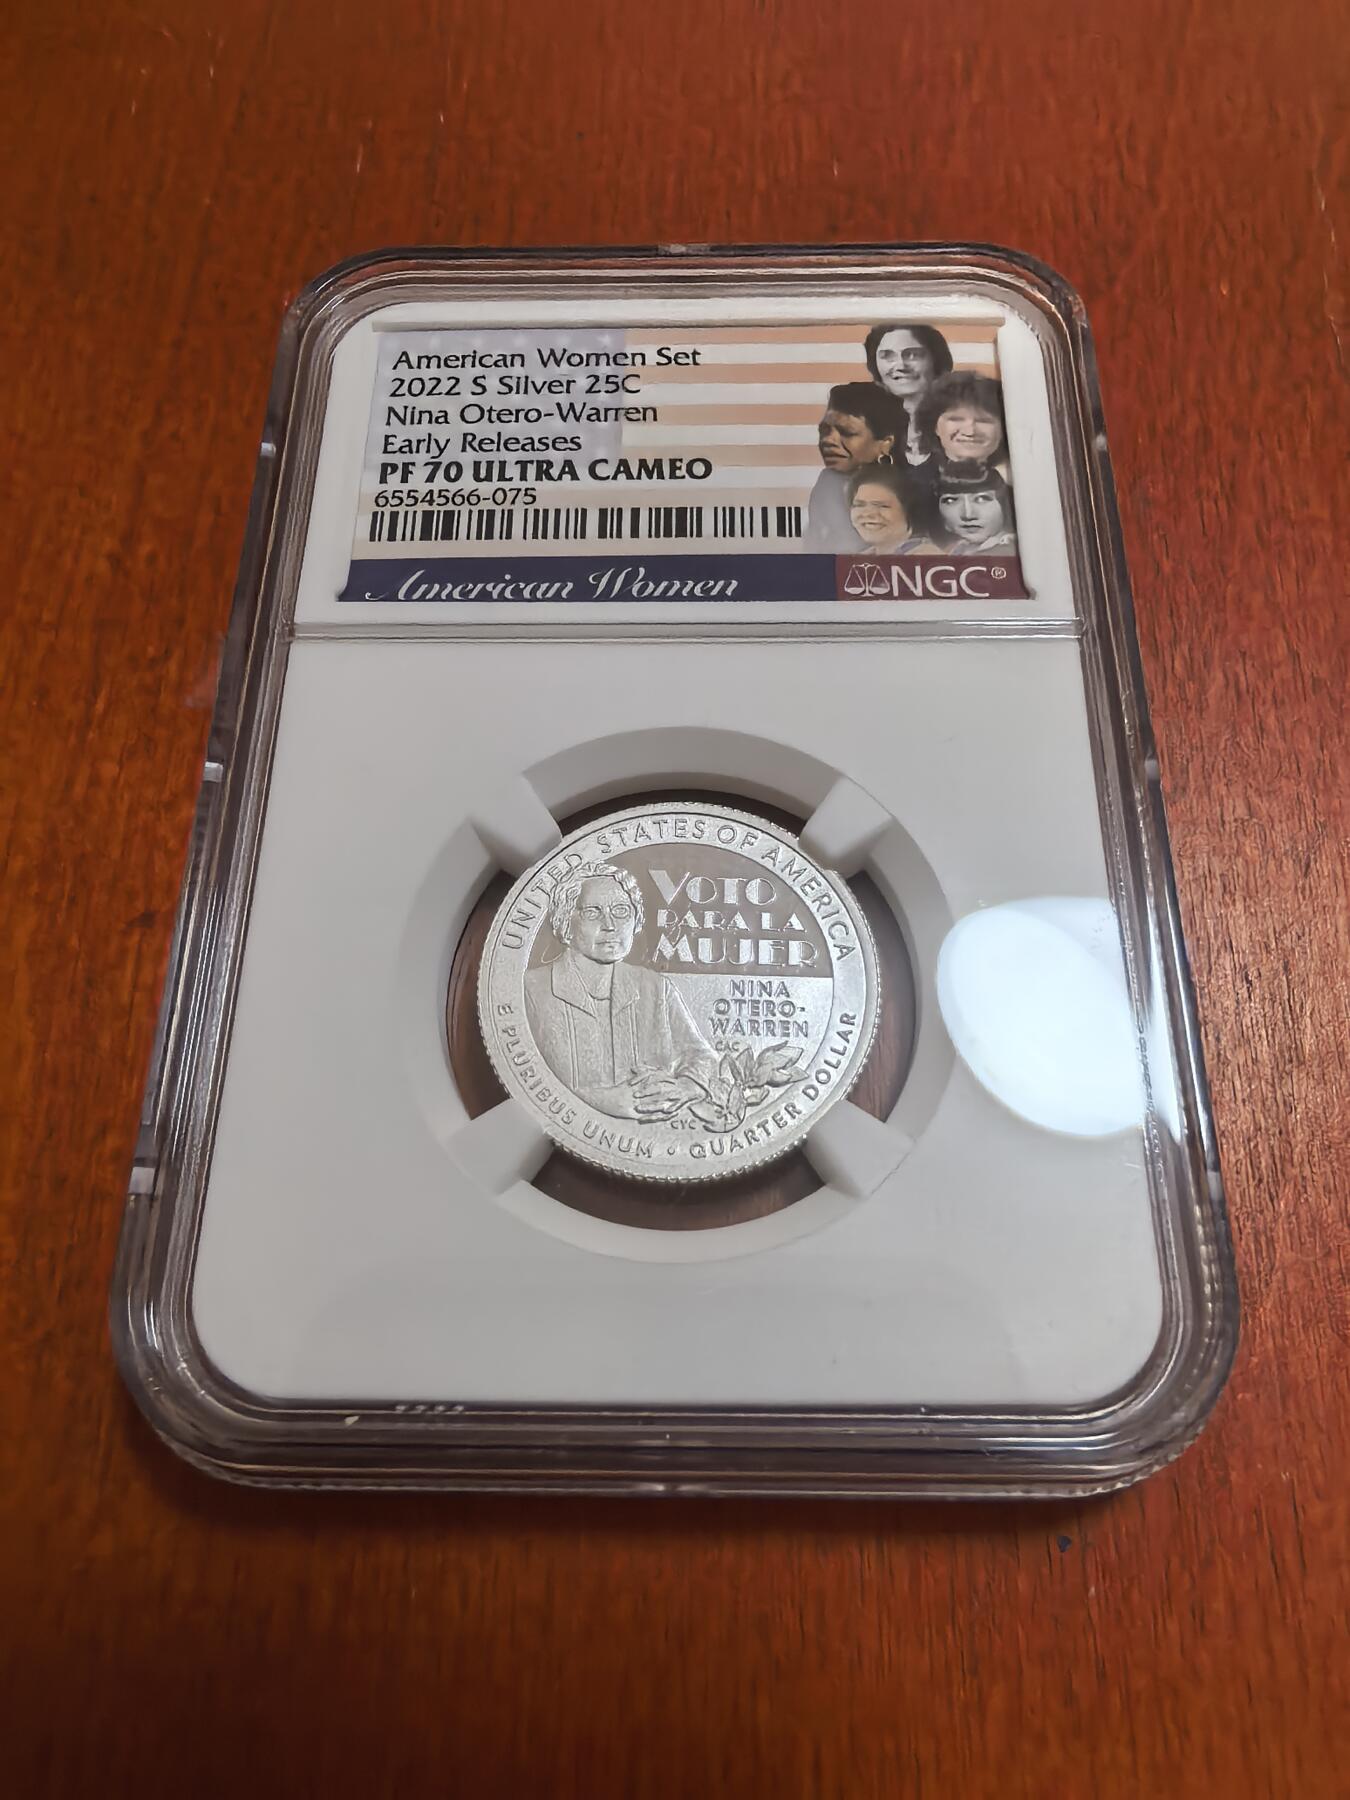 American Women Set
2022 S Silver 25C
Nina Otero-Warren
Early Releases
PF 70 ULTRA CAMEO
6554566-075
American Women
NGC®
UNITED STATES OF AMERICA
VOTO
PARA LA
MUJER
NINA
OTERO-
WARREN
CAC
CYC
E PLURIBUS UNUM • QUARTER DOLLAR